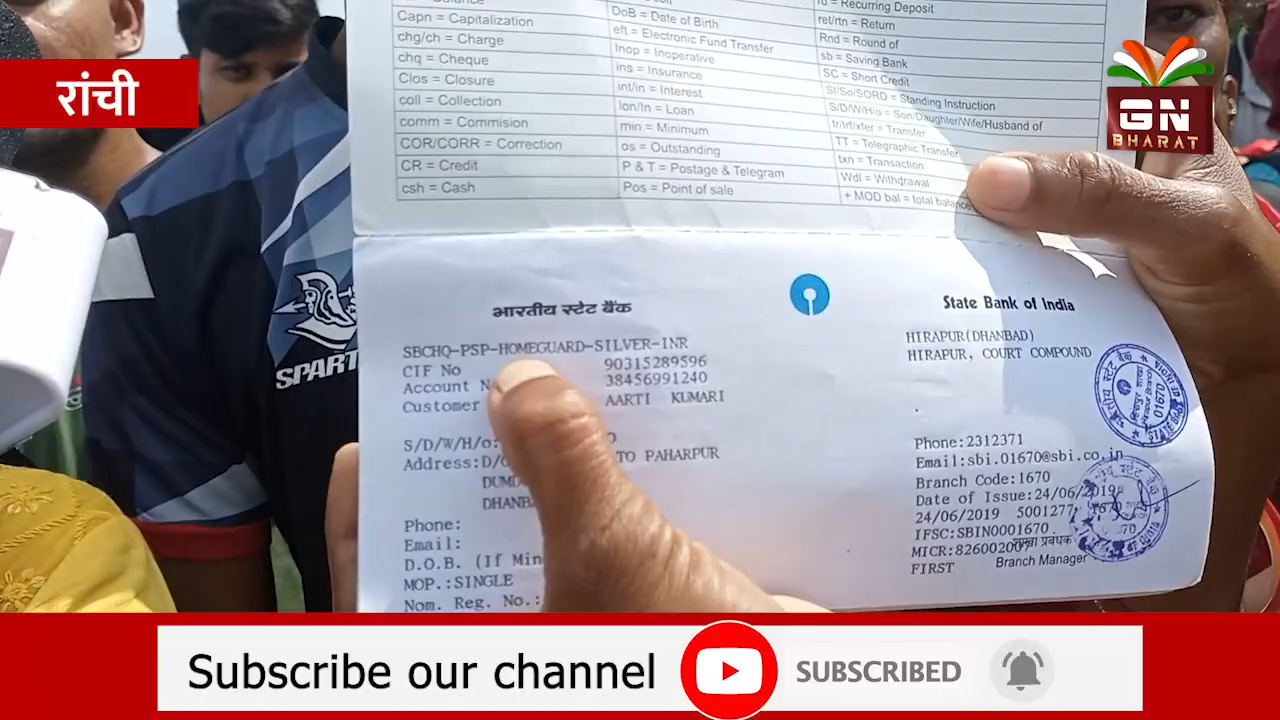 रांची
GN
BHARAT
Capn = Capitalization
chg/ch = Charge
chq = Cheque
Clos = Closure
coll = Collection
comm = Commision
COR/CORR = Correction
CR = Credit
csh = Cash
DoB = Date of Birth
eft = Electronic Fund Transfer
Inop = Inoperative
ins = Insurance
int/in = Interest
lon/ln = Loan
min = Minimum
os = Outstanding
P & T = Postage & Telegram
Pos = Point of sale
rd = Recurring Deposit
ret/rtn = Return
Rnd = Round of
sb = Saving Bank
SC = Short Credit
SI/So/SORD = Standing Instruction
S/D/W/H/o = Son/Daughter/Wife/Husband of
tr/trf/xfer = Transfer
TT = Telegraphic Transfer
txn = Transaction
Wdl = Withdrawal
+ MOD bal = total balance
SPART
भारतीय स्टेट बैंक
State Bank of India
SBCHQ-PSP-HOMEGUARD-SILVER-INR
CIF No 90315289596
Account N 38456991240
Customer AARTI KUMARI
S/D/W/H/o:
Address:D/ TO PAHARPUR
DUM
DHANB
Phone:
Email:
D.O.B. (If Min
MOP.:SINGLE
Nom. Reg. No.:
HIRAPUR(DHANBAD)
HIRAPUR, COURT COMPOUND
Phone:2312371
Email:sbi.01670@sbi.co.in
Branch Code:1670
Date of Issue:24/06/2019
24/06/2019 5001277 1670
IFSC:SBIN0001670
MICR:82600200
शाखा प्रबंधक
FIRST Branch Manager
Subscribe our channel
SUBSCRIBED